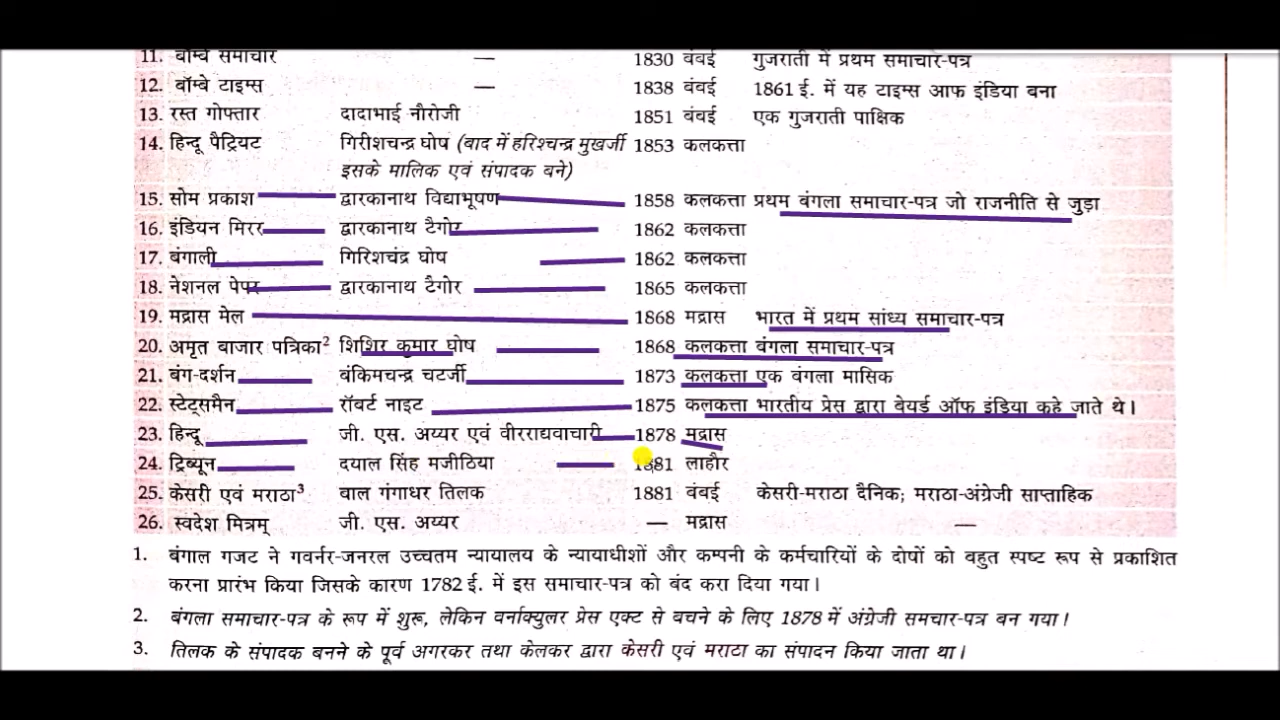 11. बॉम्बे समाचार — 1830 बंबई गुजराती में प्रथम समाचार-पत्र
12. बॉम्बे टाइम्स — 1838 बंबई 1861 ई. में यह टाइम्स आफ इंडिया बना
13. रस्त गोफ्तार दादाभाई नौरोजी 1851 बंबई एक गुजराती पाक्षिक
14. हिन्दू पैट्रियट गिरीशचन्द्र घोष (बाद में हरिश्चन्द्र मुखर्जी 1853 कलकत्ता
इसके मालिक एवं संपादक बने)
15. सोम प्रकाश द्वारकानाथ विद्याभूषण 1858 कलकत्ता प्रथम बंगला समाचार-पत्र जो राजनीति से जुड़ा
16. इंडियन मिरर द्वारकानाथ टैगोर 1862 कलकत्ता
17. बंगाली गिरिशचंद्र घोष 1862 कलकत्ता
18. नेशनल पेपर द्वारकानाथ टैगोर 1865 कलकत्ता
19. मद्रास मेल 1868 मद्रास भारत में प्रथम सांध्य समाचार-पत्र
20. अमृत बाजार पत्रिका² शिशिर कुमार घोष 1868 कलकत्ता बंगला समाचार-पत्र
21. बंग-दर्शन बंकिमचन्द्र चटर्जी 1873 कलकत्ता एक बंगला मासिक
22. स्टेट्समैन रॉबर्ट नाइट 1875 कलकत्ता भारतीय प्रेस द्वारा बेयर्ड ऑफ इंडिया कहे जाते थे।
23. हिन्दू जी. एस. अय्यर एवं वीरराद्यवाचारी 1878 मद्रास
24. ट्रिब्यून दयाल सिंह मजीठिया 1881 लाहौर
25. केसरी एवं मराठा³ बाल गंगाधर तिलक 1881 बंबई केसरी-मराठा दैनिक; मराठा-अंग्रेजी साप्ताहिक
26. स्वदेश मित्रम् जी. एस. अय्यर — मद्रास —
1. बंगाल गजट ने गवर्नर-जनरल उच्चतम न्यायालय के न्यायाधीशों और कम्पनी के कर्मचारियों के दोषों को बहुत स्पष्ट रूप से प्रकाशित
करना प्रारंभ किया जिसके कारण 1782 ई. में इस समाचार-पत्र को बंद करा दिया गया।
2. बंगला समाचार-पत्र के रूप में शुरू, लेकिन वर्नाक्युलर प्रेस एक्ट से बचने के लिए 1878 में अंग्रेजी समचार-पत्र बन गया।
3. तिलक के संपादक बनने के पूर्व अगरकर तथा केलकर द्वारा केसरी एवं मराटा का संपादन किया जाता था।